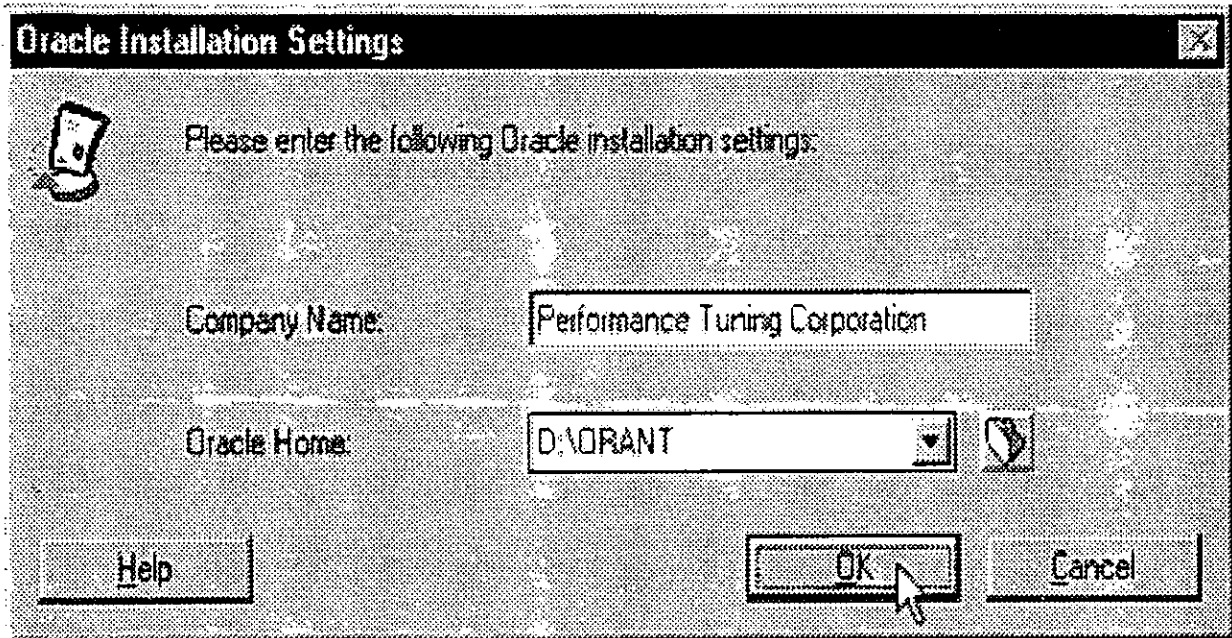 Oracle Installation Settings
Please enter the following Oracle installation settings:
Company Name: Performance Tuning Corporation
Oracle Home: D:\ORANT
Help OK Cancel